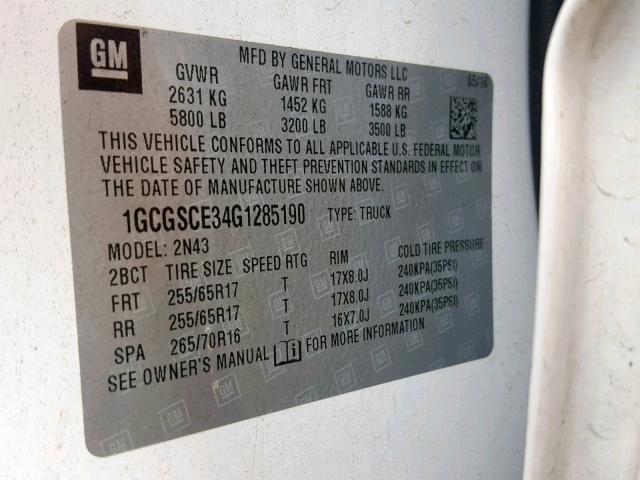 GM
MFD BY GENERAL MOTORS LLC
05/16
GVWR GAWR FRT GAWR RR
2631 KG 1452 KG 1588 KG
5800 LB 3200 LB 3500 LB
THIS VEHICLE CONFORMS TO ALL APPLICABLE U.S. FEDERAL MOTOR
VEHICLE SAFETY AND THEFT PREVENTION STANDARDS IN EFFECT ON
THE DATE OF MANUFACTURE SHOWN ABOVE.
1GCGSCE34G1285190 TYPE: TRUCK
MODEL: 2N43
2BCT TIRE SIZE SPEED RTG RIM COLD TIRE PRESSURE
FRT 255/65R17 T 17X8.0J 240KPA(35PSI)
RR 255/65R17 T 17X8.0J 240KPA(35PSI)
SPA 265/70R16 T 16X7.0J 240KPA(35PSI)
SEE OWNER'S MANUAL i FOR MORE INFORMATION